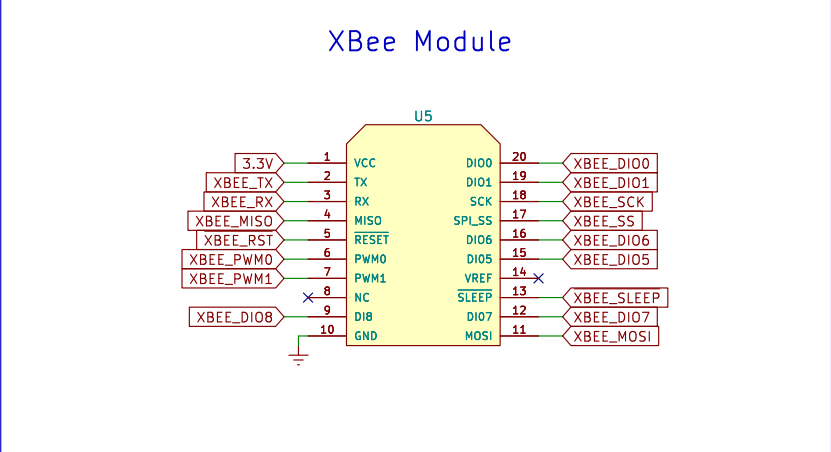 XBee Module
U5
3.3V 1 VCC DIO0 20 XBEE_DIO0
XBEE_TX 2 TX DIO1 19 XBEE_DIO1
XBEE_RX 3 RX SCK 18 XBEE_SCK
XBEE_MISO 4 MISO SPI_SS 17 XBEE_SS
XBEE_RST 5 RESET DIO6 16 XBEE_DIO6
XBEE_PWM0 6 PWM0 DIO5 15 XBEE_DIO5
XBEE_PWM1 7 PWM1 VREF 14
8 NC SLEEP 13 XBEE_SLEEP
XBEE_DIO8 9 DI8 DIO7 12 XBEE_DIO7
10 GND MOSI 11 XBEE_MOSI